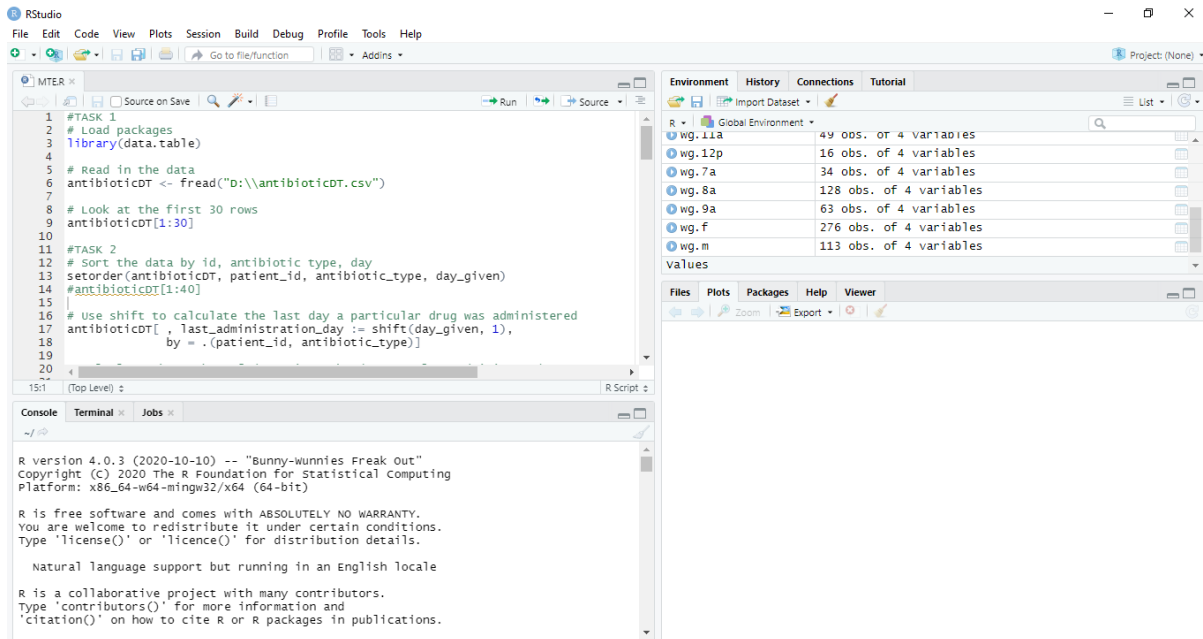 RStudio
File Edit Code View Plots Session Build Debug Profile Tools Help
Go to file/function Addins Project: (None)
MTE.R
Source on Save Run Source
1 #TASK 1
2 # Load packages
3 library(data.table)
4
5 # Read in the data
6 antibioticDT <- fread("D:\\antibioticDT.csv")
7
8 # Look at the first 30 rows
9 antibioticDT[1:30]
10
11 #TASK 2
12 # Sort the data by id, antibiotic type, day
13 setorder(antibioticDT, patient_id, antibiotic_type, day_given)
14 #antibioticDT[1:40]
15
16 # Use shift to calculate the last day a particular drug was administered
17 antibioticDT[ , last_administration_day := shift(day_given, 1),
18 by = .(patient_id, antibiotic_type)]
19
20
15:1 (Top Level) R Script
Console Terminal Jobs
~/
R version 4.0.3 (2020-10-10) -- "Bunny-Wunnies Freak Out"
Copyright (C) 2020 The R Foundation for Statistical Computing
Platform: x86_64-w64-mingw32/x64 (64-bit)
R is free software and comes with ABSOLUTELY NO WARRANTY.
You are welcome to redistribute it under certain conditions.
Type 'license()' or 'licence()' for distribution details.
Natural language support but running in an English locale
R is a collaborative project with many contributors.
Type 'contributors()' for more information and
'citation()' on how to cite R or R packages in publications.
Environment History Connections Tutorial
Import Dataset List
R Global Environment
wg.11a 49 obs. of 4 variables
wg.12p 16 obs. of 4 variables
wg.7a 34 obs. of 4 variables
wg.8a 128 obs. of 4 variables
wg.9a 63 obs. of 4 variables
wg.f 276 obs. of 4 variables
wg.m 113 obs. of 4 variables
Values
Files Plots Packages Help Viewer
Zoom Export